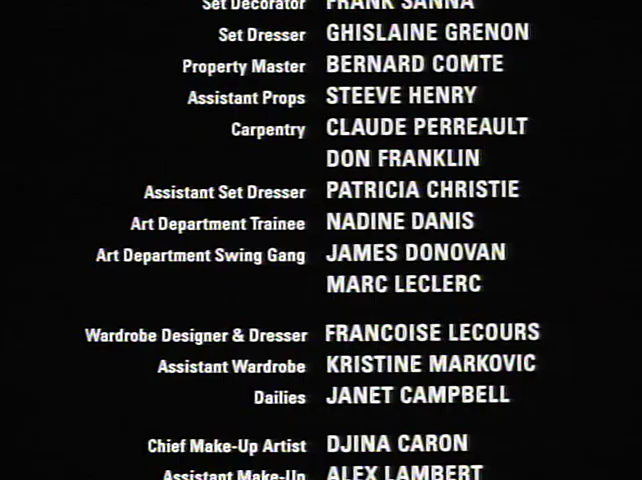 Set Decorator FRANK SANNA
Set Dresser GHISLAINE GRENON
Property Master BERNARD COMTE
Assistant Props STEEVE HENRY
Carpentry CLAUDE PERREAULT
DON FRANKLIN
Assistant Set Dresser PATRICIA CHRISTIE
Art Department Trainee NADINE DANIS
Art Department Swing Gang JAMES DONOVAN
MARC LECLERC
Wardrobe Designer & Dresser FRANCOISE LECOURS
Assistant Wardrobe KRISTINE MARKOVIC
Dailies JANET CAMPBELL
Chief Make-Up Artist DJINA CARON
Assistant Make-Up ALEX LAMBERT